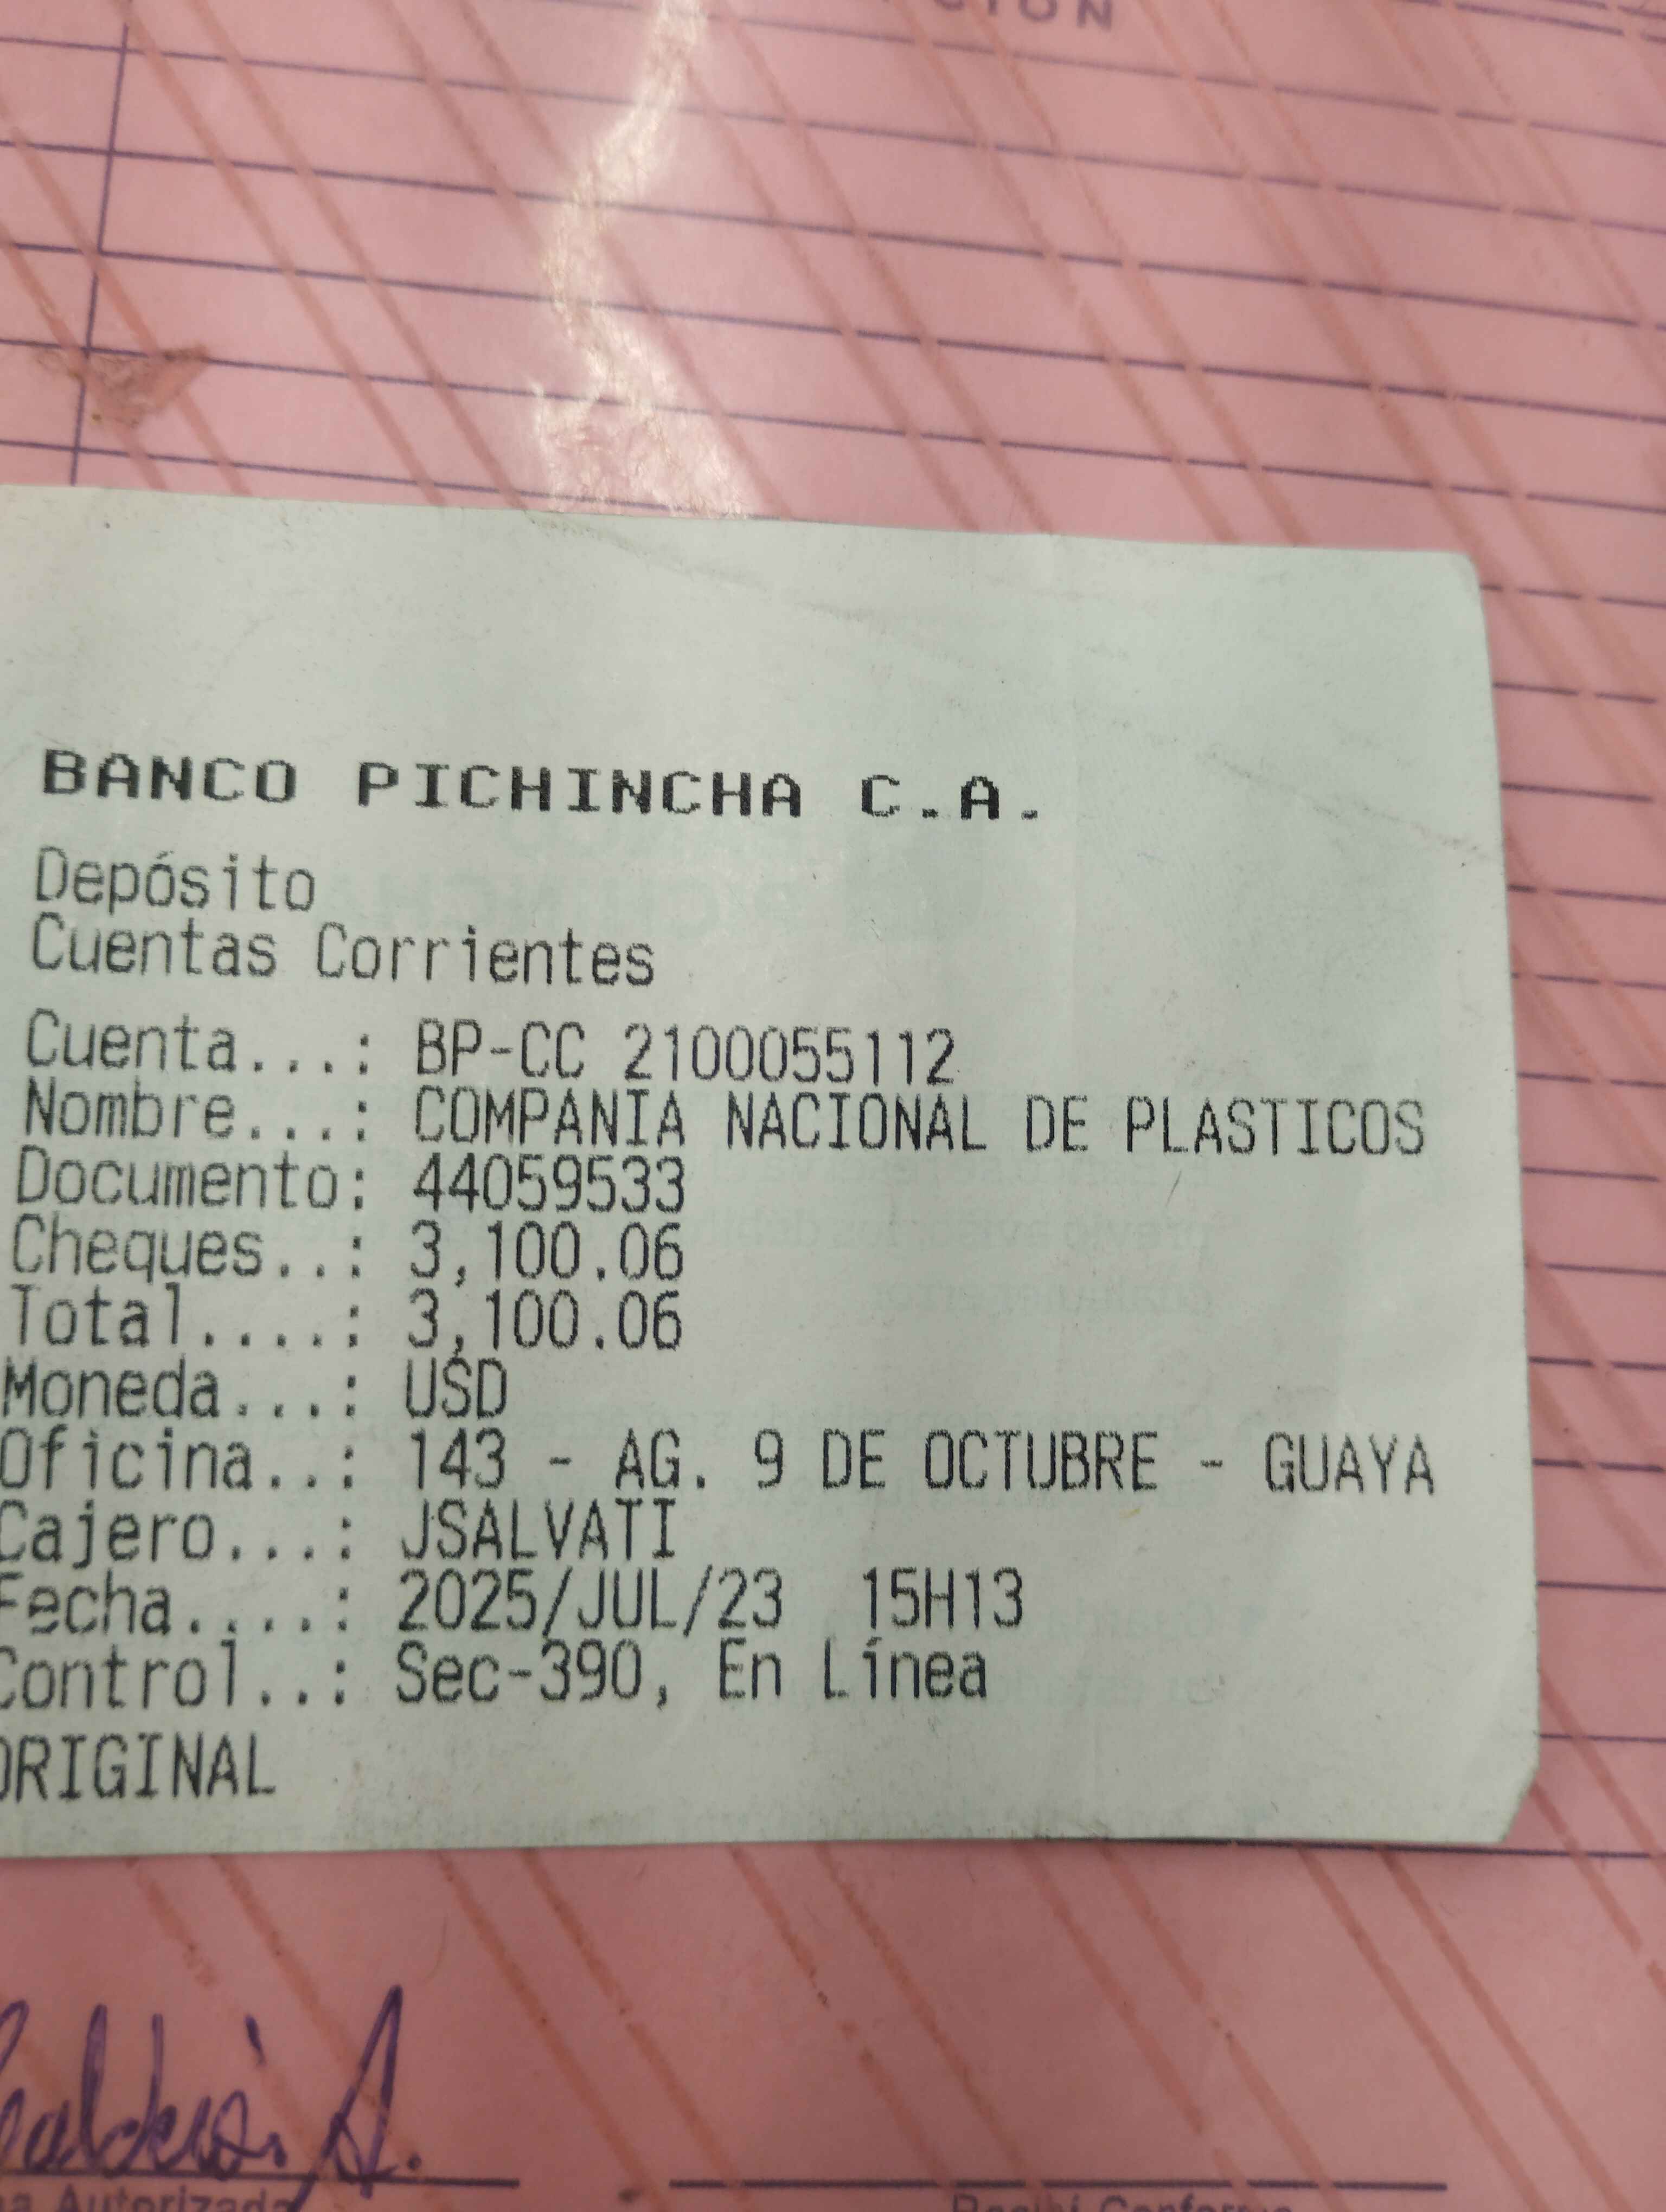 BANCO PICHINCHA C.A.
Depósito
Cuentas Corrientes
Cuenta...: BP-CC 2100055112
Nombre...: COMPANIA NACIONAL DE PLASTICOS
Documento: 44059533
Cheques..: 3,100.06
Total....: 3,100.06
Moneda...: USD
Oficina..: 143 - AG. 9 DE OCTUBRE - GUAYA
Cajero...: JSALVATI
Fecha....: 2025/JUL/23 15H13
Control..: Sec-390, En Línea
ORIGINAL
Autorizada